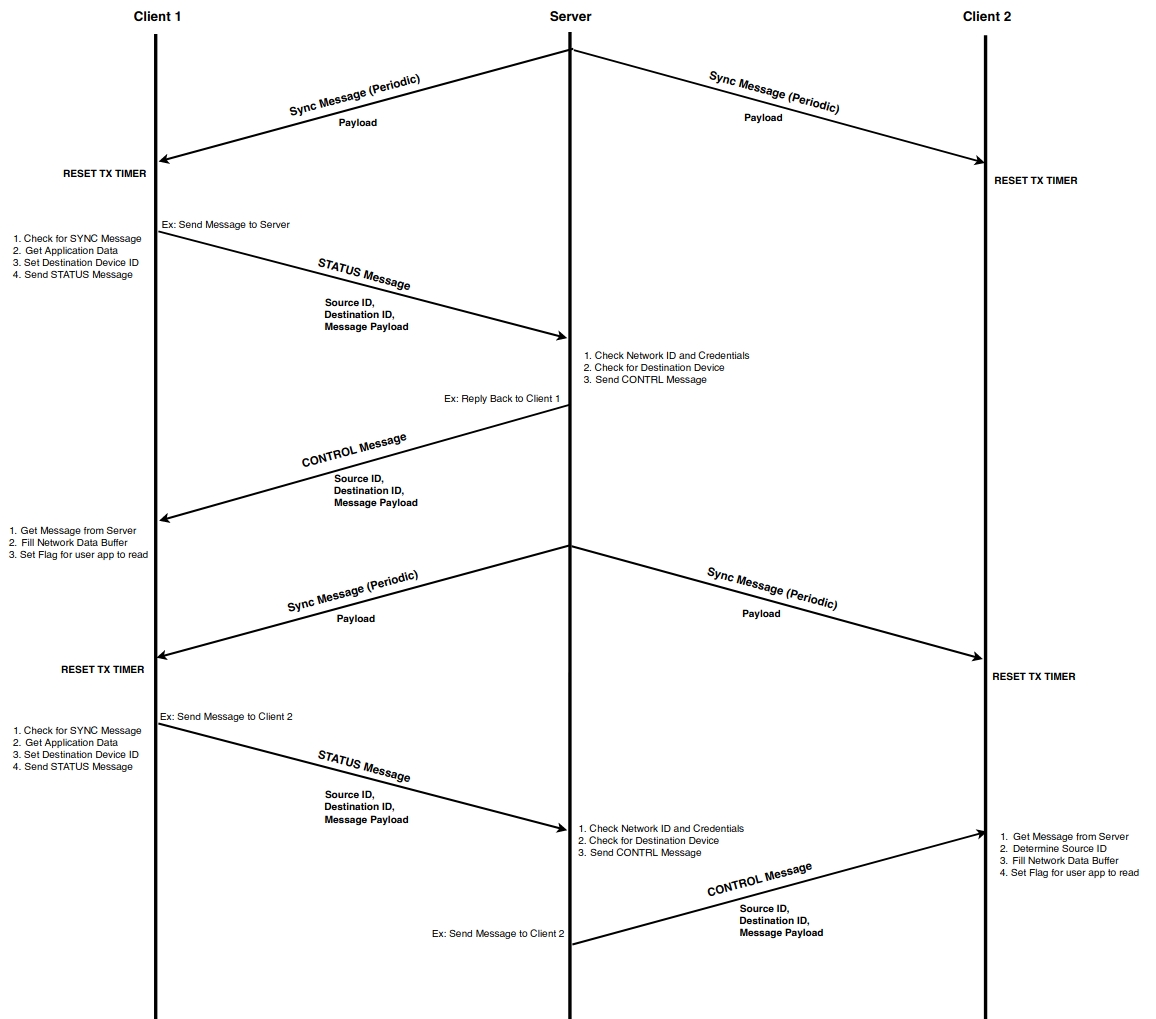 Client 1
Server
Client 2
Sync Message (Periodic)
Payload
Sync Message (Periodic)
Payload
RESET TX TIMER
RESET TX TIMER
Ex: Send Message to Server
1. Check for SYNC Message
2. Get Application Data
3. Set Destination Device ID
4. Send STATUS Message
STATUS Message
Source ID,
Destination ID,
Message Payload
1. Check Network ID and Credentials
2. Check for Destination Device
3. Send CONTRL Message
Ex: Reply Back to Client 1
CONTROL Message
Source ID,
Destination ID,
Message Payload
1. Get Message from Server
2. Fill Network Data Buffer
3. Set Flag for user app to read
Sync Message (Periodic)
Payload
Sync Message (Periodic)
Payload
RESET TX TIMER
RESET TX TIMER
Ex: Send Message to Client 2
1. Check for SYNC Message
2. Get Application Data
3. Set Destination Device ID
4. Send STATUS Message
STATUS Message
Source ID,
Destination ID,
Message Payload
1. Check Network ID and Credentials
2. Check for Destination Device
3. Send CONTRL Message
1. Get Message from Server
2. Determine Source ID
3. Fill Network Data Buffer
4. Set Flag for user app to read
CONTROL Message
Source ID,
Destination ID,
Message Payload
Ex: Send Message to Client 2